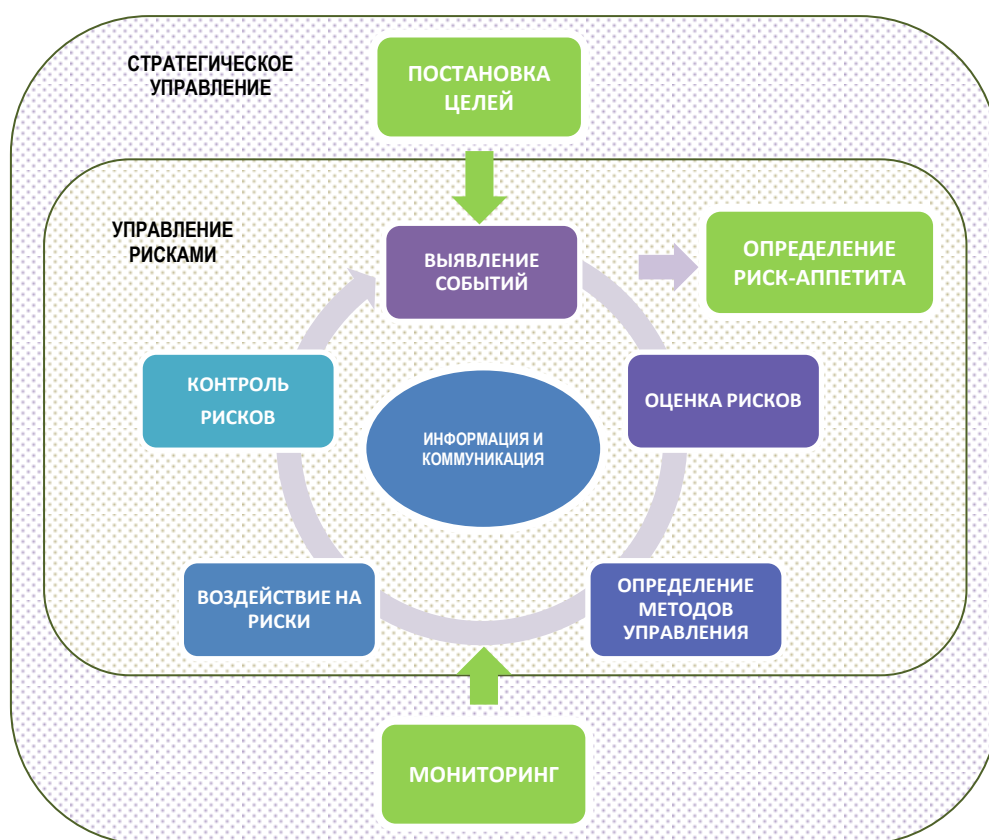 СТРАТЕГИЧЕСКОЕ
УПРАВЛЕНИЕ
ПОСТАНОВКА
ЦЕЛЕЙ
УПРАВЛЕНИЕ
РИСКАМИ
ВЫЯВЛЕНИЕ
СОБЫТИЙ
ОПРЕДЕЛЕНИЕ
РИСК-АППЕТИТА
КОНТРОЛЬ
РИСКОВ
ОЦЕНКА РИСКОВ
ИНФОРМАЦИЯ И
КОММУНИКАЦИЯ
ВОЗДЕЙСТВИЕ НА
РИСКИ
ОПРЕДЕЛЕНИЕ
МЕТОДОВ
УПРАВЛЕНИЯ
МОНИТОРИНГ